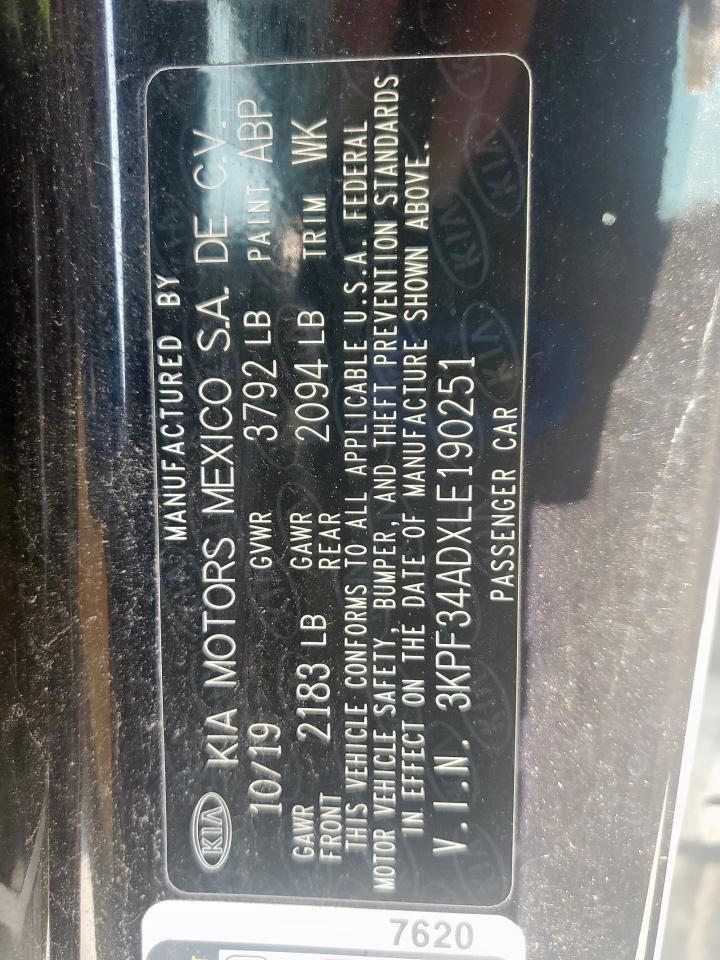 MANUFACTURED BY
KIA KIA MOTORS MEXICO S.A. DE C.V.
10/19 GVWR 3792 LB PAINT ABP
GAWR FRONT 2183 LB GAWR REAR 2094 LB TRIM WK
THIS VEHICLE CONFORMS TO ALL APPLICABLE U.S.A. FEDERAL
MOTOR VEHICLE SAFETY, BUMPER, AND THEFT PREVENTION STANDARDS
IN EFFECT ON THE DATE OF MANUFACTURE SHOWN ABOVE.
V.I.N. 3KPF34ADXLE190251
PASSENGER CAR
7620